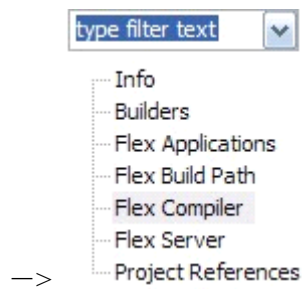 type filter text
Info
Builders
Flex Applications
Flex Build Path
Flex Compiler
Flex Server
–> Project References